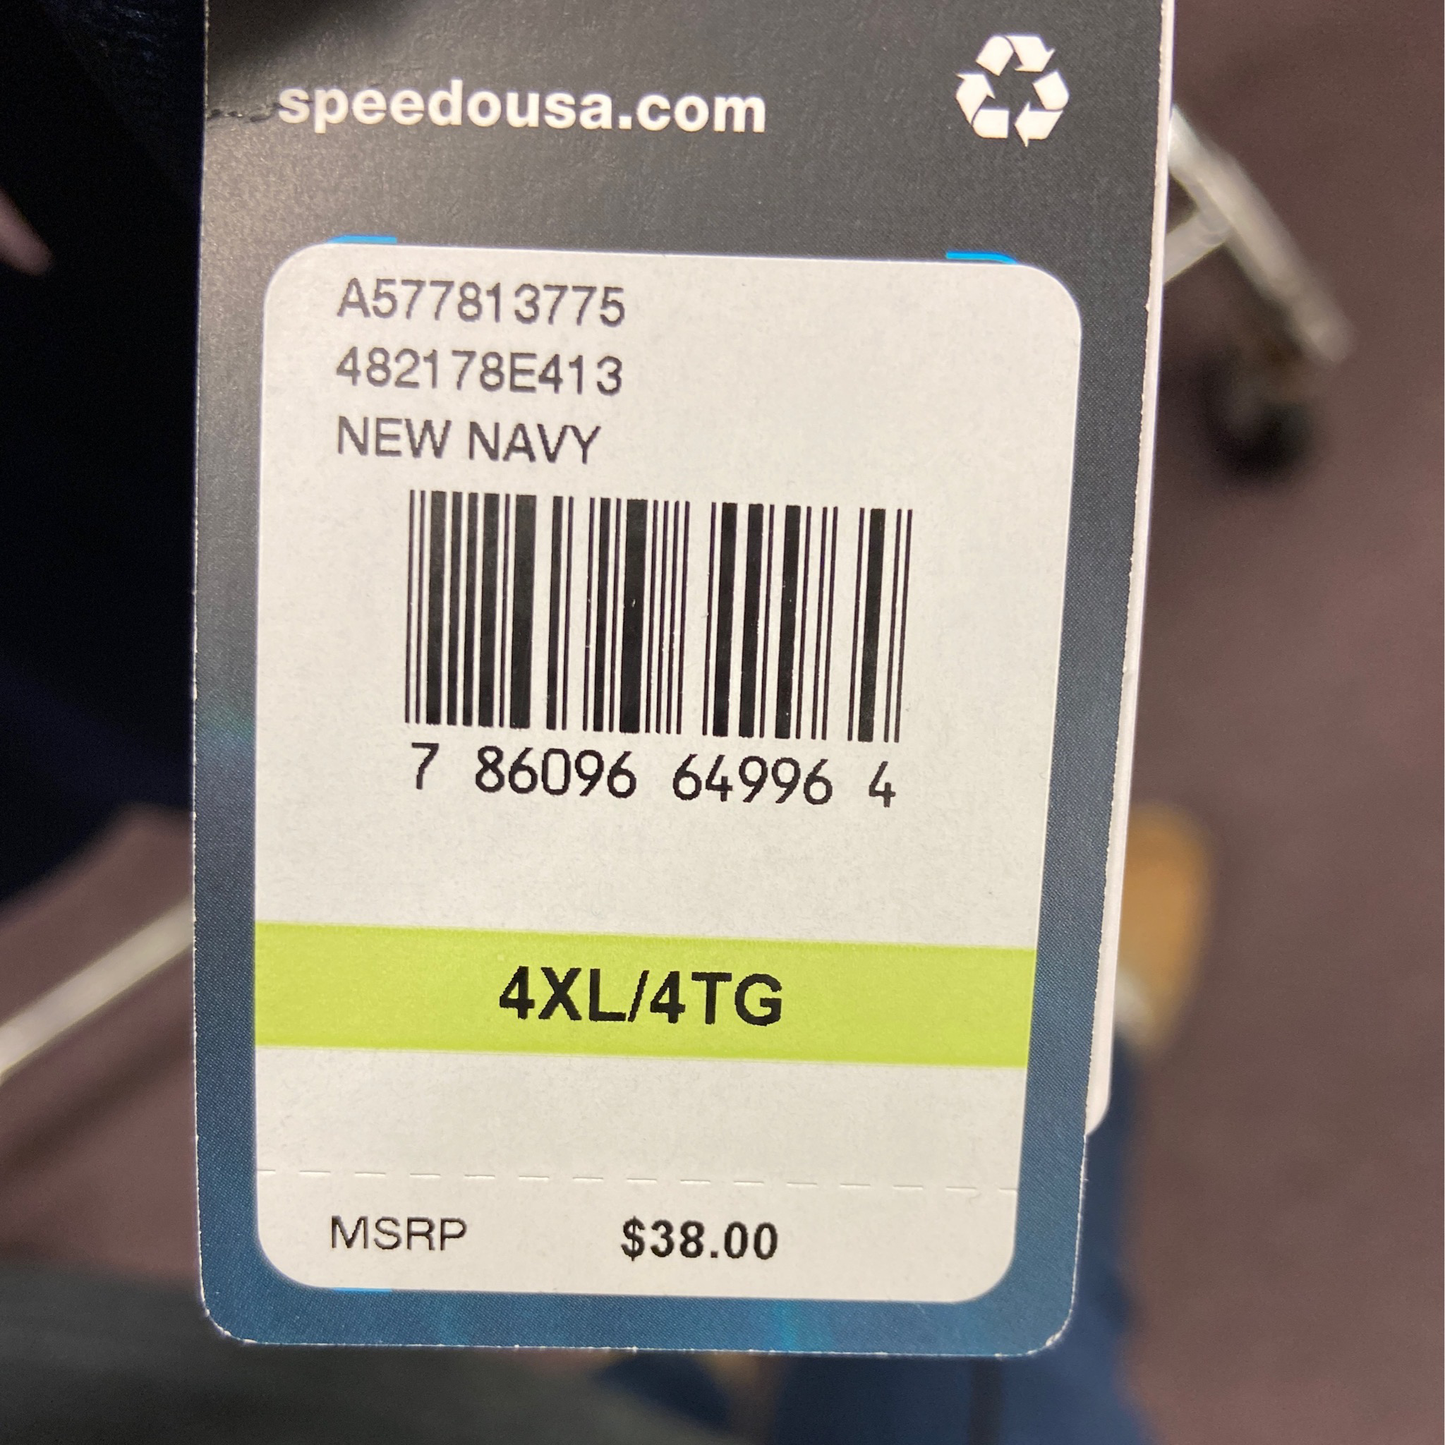 speedousa.com
A577813775
482178E413
NEW NAVY
7 86096 64996 4
4XL/4TG
MSRP $38.00